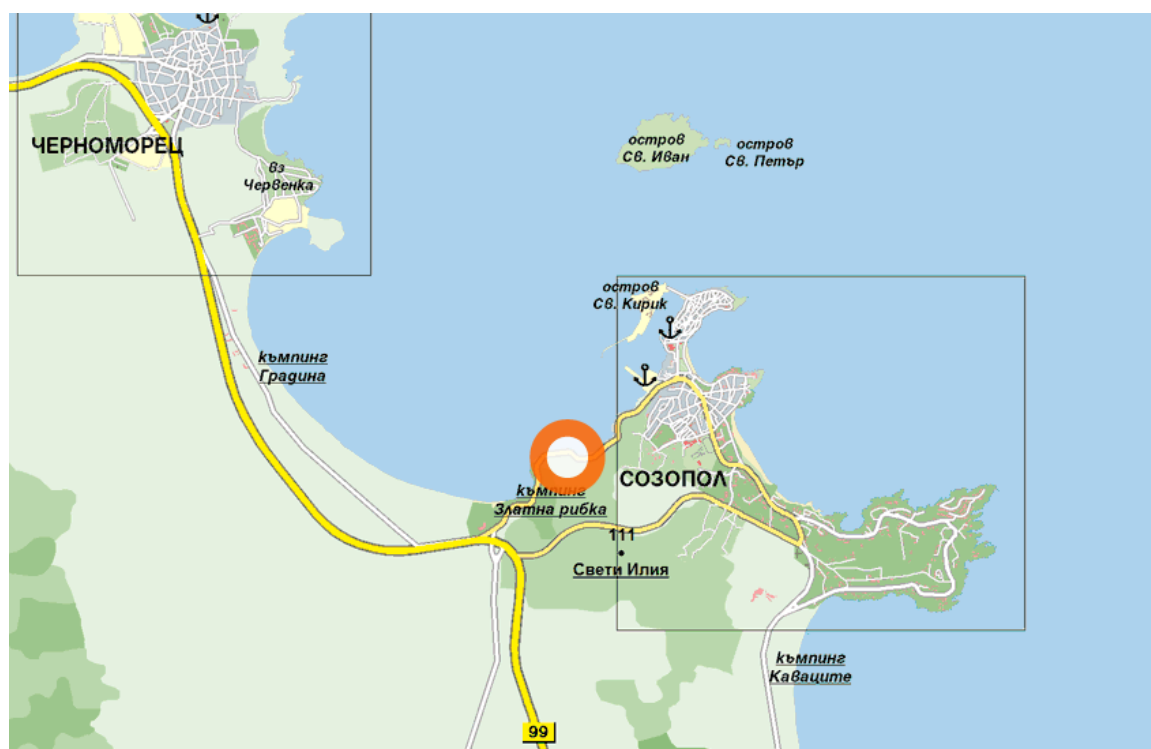 ЧЕРНОМОРЕЦ
вз
Червенка
остров
Св. Иван
остров
Св. Петър
остров
Св. Кирик
къмпинг
Градина
СОЗОПОЛ
къмпинг
Златна рибка
111
Свети Илия
къмпинг
Каваците
99